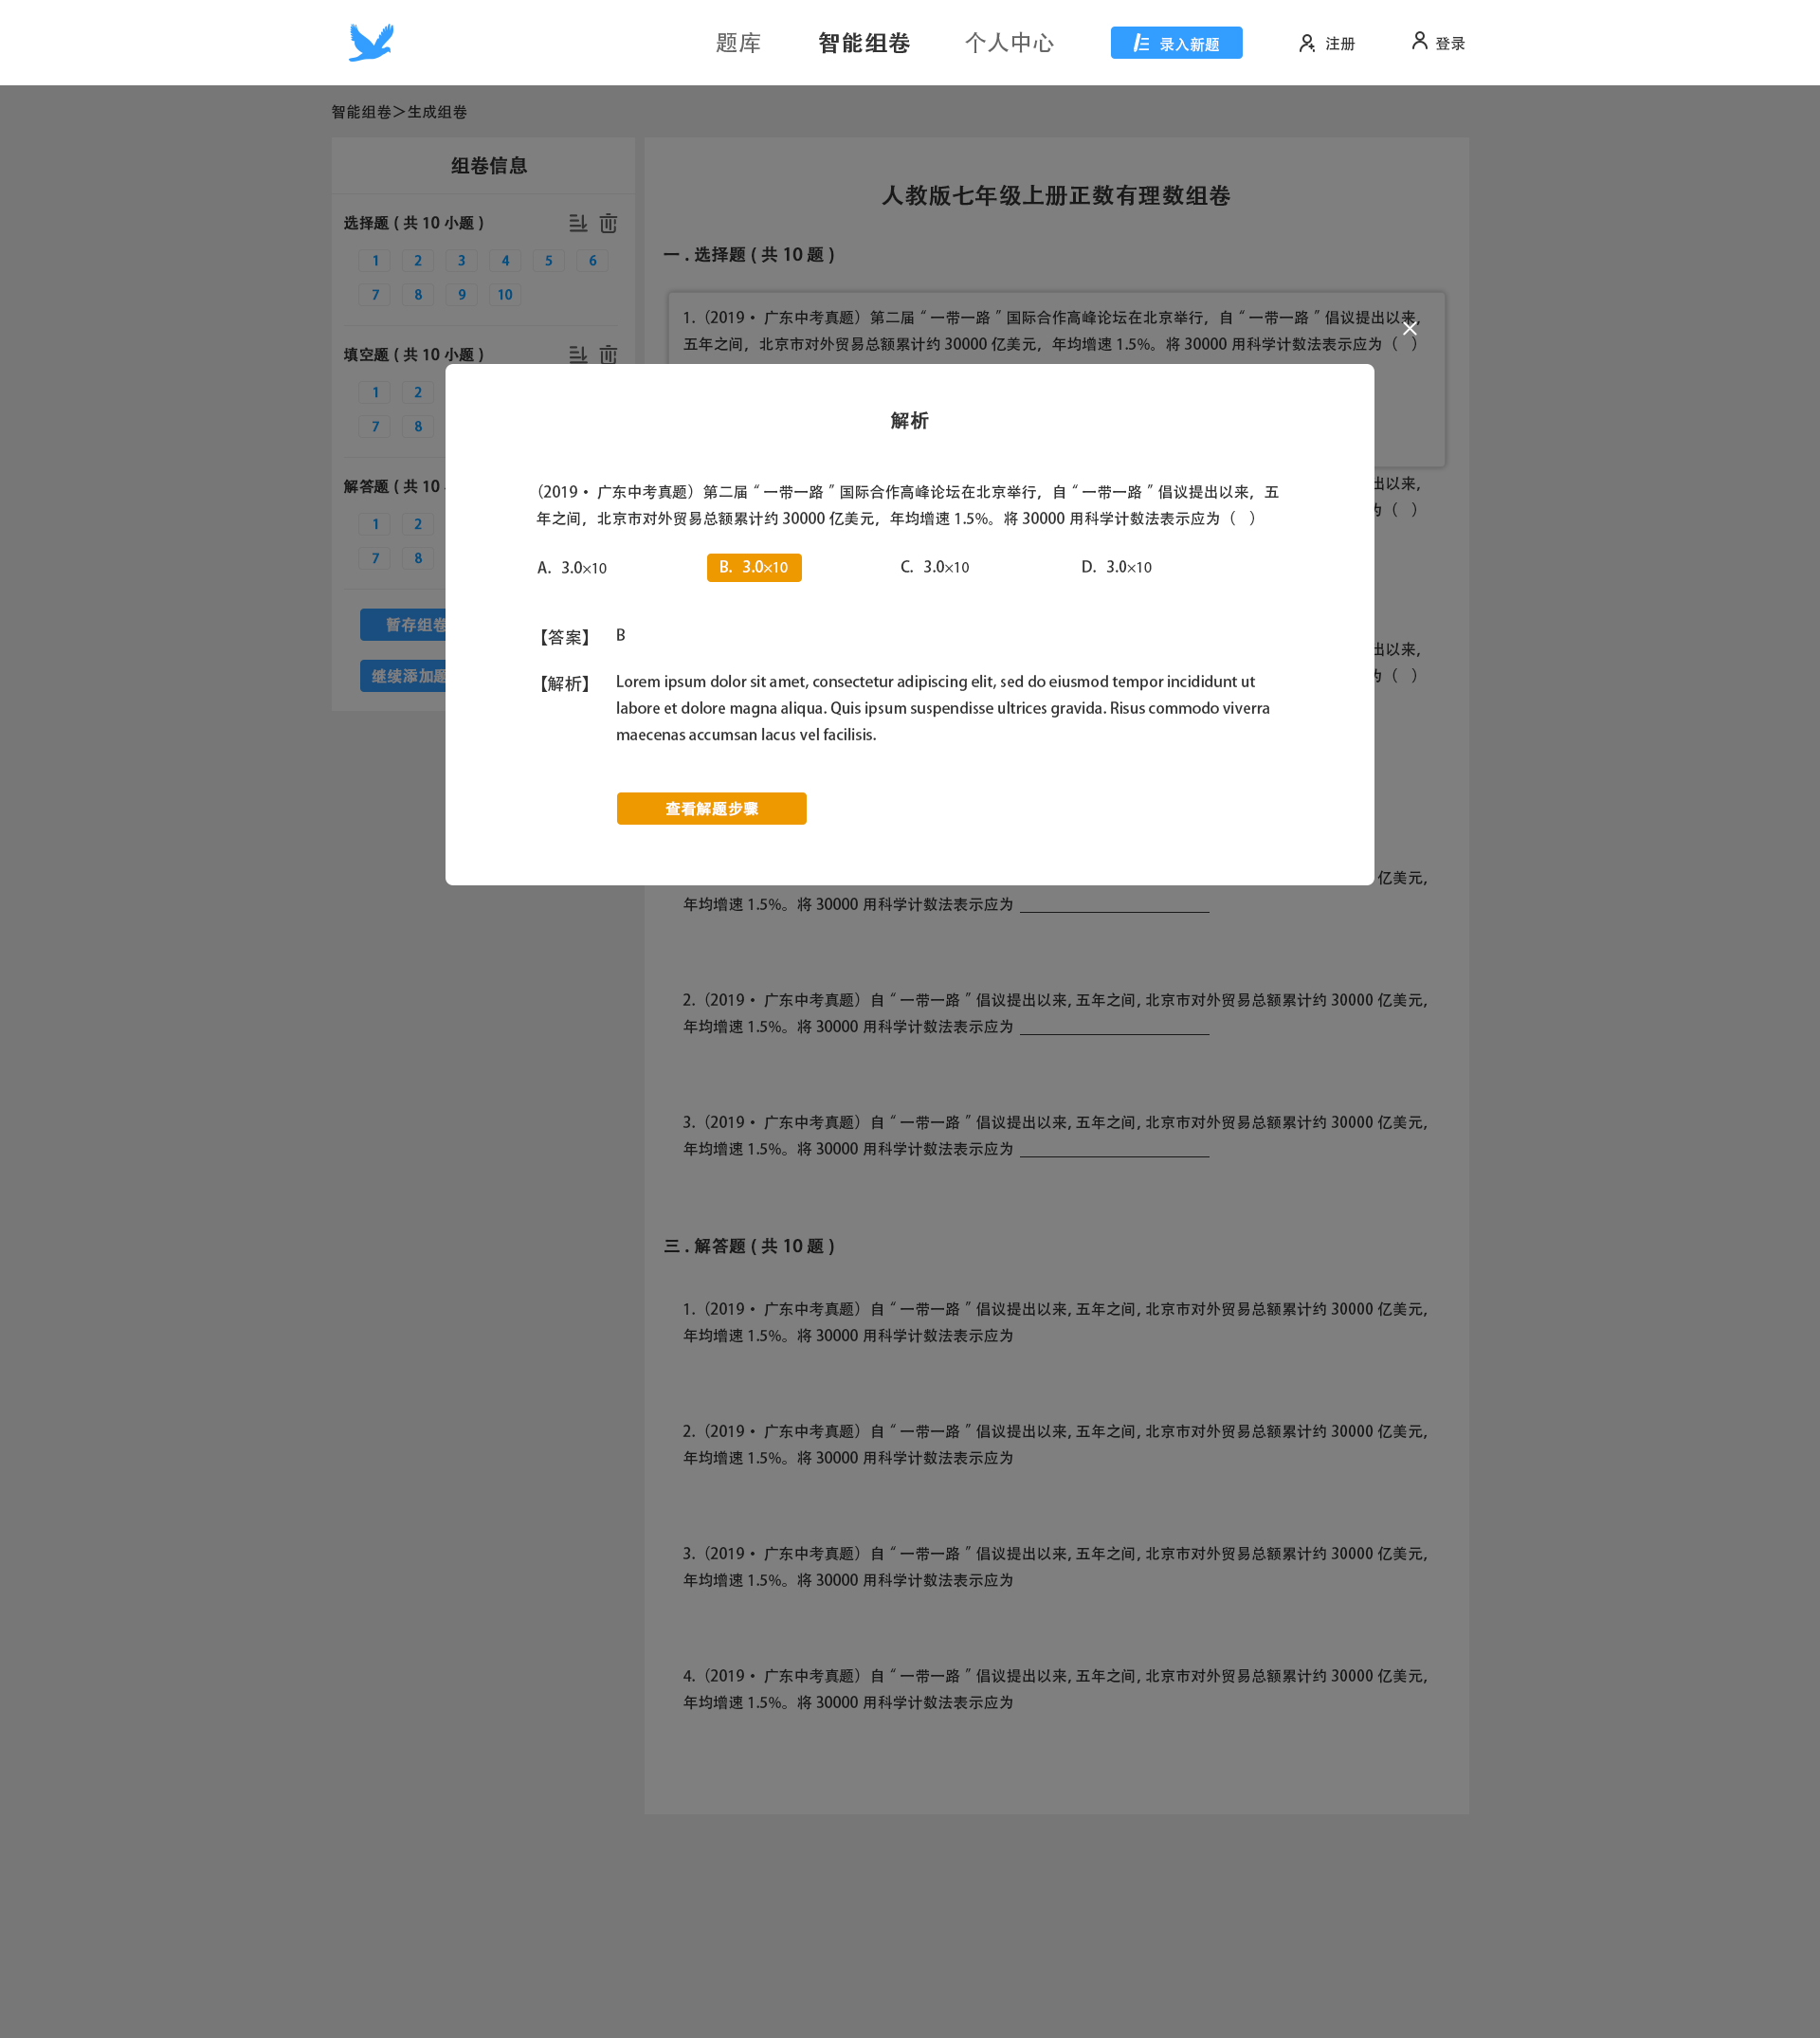 题库 智能组卷 个人中心 录入新题 注册 登录
智能组卷>生成组卷
组卷信息
选择题 ( 共 10 小题 )
1 2 3 4 5 6
7 8 9 10
填空题 ( 共 10 小题 )
1 2
7 8
解答题 ( 共 10
1 2
7 8
暂存组卷
继续添加题
人教版七年级上册正数有理数组卷
一 . 选择题 ( 共 10 题 )
1.（2019 • 广东中考真题）第二届 “ 一带一路 ” 国际合作高峰论坛在北京举行，自 “ 一带一路 ” 倡议提出以来，
五年之间，北京市对外贸易总额累计约 30000 亿美元，年均增速 1.5%。将 30000 用科学计数法表示应为（ ）
解析
（2019 • 广东中考真题）第二届 “ 一带一路 ” 国际合作高峰论坛在北京举行，自 “ 一带一路 ” 倡议提出以来，五
年之间，北京市对外贸易总额累计约 30000 亿美元，年均增速 1.5%。将 30000 用科学计数法表示应为（ ）
A. 3.0×10 B. 3.0×10 C. 3.0×10 D. 3.0×10
【答案】 B
【解析】 Lorem ipsum dolor sit amet, consectetur adipiscing elit, sed do eiusmod tempor incididunt ut
labore et dolore magna aliqua. Quis ipsum suspendisse ultrices gravida. Risus commodo viverra
maecenas accumsan lacus vel facilisis.
查看解题步骤
出以来，
为（ ）
出以来，
为（ ）
亿美元，
年均增速 1.5%。将 30000 用科学计数法表示应为
2.（2019 • 广东中考真题）自 “ 一带一路 ” 倡议提出以来, 五年之间, 北京市对外贸易总额累计约 30000 亿美元，
年均增速 1.5%。将 30000 用科学计数法表示应为
3.（2019 • 广东中考真题）自 “ 一带一路 ” 倡议提出以来, 五年之间, 北京市对外贸易总额累计约 30000 亿美元，
年均增速 1.5%。将 30000 用科学计数法表示应为
三 . 解答题 ( 共 10 题 )
1.（2019 • 广东中考真题）自 “ 一带一路 ” 倡议提出以来, 五年之间, 北京市对外贸易总额累计约 30000 亿美元，
年均增速 1.5%。将 30000 用科学计数法表示应为
2.（2019 • 广东中考真题）自 “ 一带一路 ” 倡议提出以来, 五年之间, 北京市对外贸易总额累计约 30000 亿美元，
年均增速 1.5%。将 30000 用科学计数法表示应为
3.（2019 • 广东中考真题）自 “ 一带一路 ” 倡议提出以来, 五年之间, 北京市对外贸易总额累计约 30000 亿美元，
年均增速 1.5%。将 30000 用科学计数法表示应为
4.（2019 • 广东中考真题）自 “ 一带一路 ” 倡议提出以来, 五年之间, 北京市对外贸易总额累计约 30000 亿美元，
年均增速 1.5%。将 30000 用科学计数法表示应为